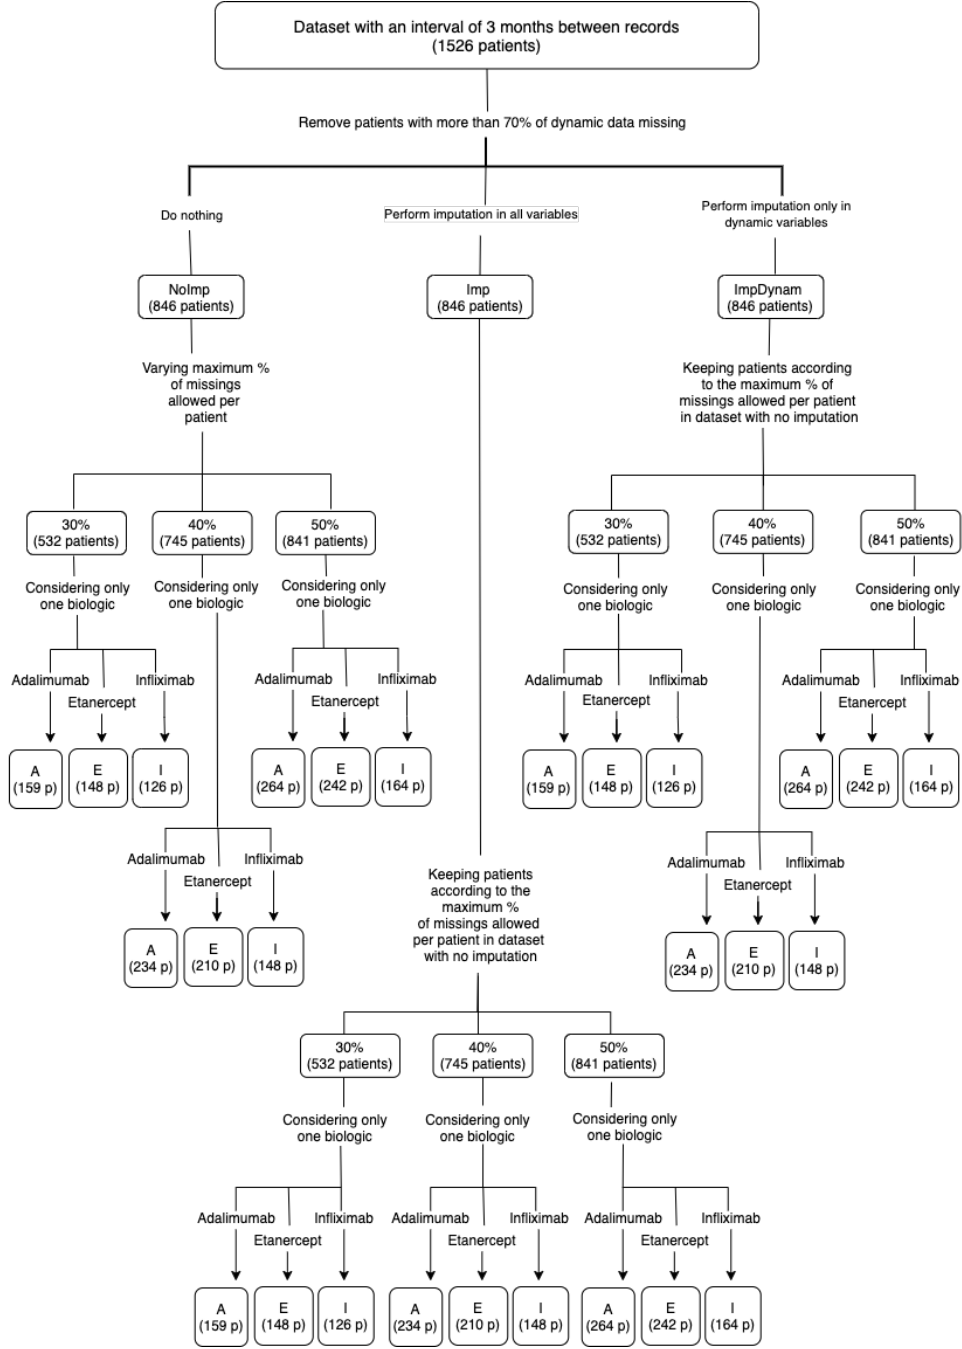 Dataset with an interval of 3 months between records
(1526 patients)
Remove patients with more than 70% of dynamic data missing
Do nothing
Perform imputation in all variables
Perform imputation only in
dynamic variables
NoImp
(846 patients)
Imp
(846 patients)
ImpDynam
(846 patients)
Varying maximum %
of missings
allowed per
patient
Keeping patients according
to the maximum % of
missings allowed per patient
in dataset with no imputation
30%
(532 patients)
40%
(745 patients)
50%
(841 patients)
30%
(532 patients)
40%
(745 patients)
50%
(841 patients)
Considering only
one biologic
Considering only
one biologic
Considering only
one biologic
Considering only
one biologic
Considering only
one biologic
Considering only
one biologic
Adalimumab
Etanercept
Infliximab
Adalimumab
Etanercept
Infliximab
Adalimumab
Etanercept
Infliximab
Adalimumab
Etanercept
Infliximab
A
(159 p)
E
(148 p)
I
(126 p)
A
(264 p)
E
(242 p)
I
(164 p)
A
(159 p)
E
(148 p)
I
(126 p)
A
(264 p)
E
(242 p)
I
(164 p)
Adalimumab
Etanercept
Infliximab
Adalimumab
Etanercept
Infliximab
A
(234 p)
E
(210 p)
I
(148 p)
A
(234 p)
E
(210 p)
I
(148 p)
Keeping patients
according to the
maximum %
of missings allowed
per patient in dataset
with no imputation
30%
(532 patients)
40%
(745 patients)
50%
(841 patients)
Considering only
one biologic
Considering only
one biologic
Considering only
one biologic
Adalimumab
Etanercept
Infliximab
Adalimumab
Etanercept
Infliximab
Adalimumab
Etanercept
Infliximab
A
(159 p)
E
(148 p)
I
(126 p)
A
(234 p)
E
(210 p)
I
(148 p)
A
(264 p)
E
(242 p)
I
(164 p)